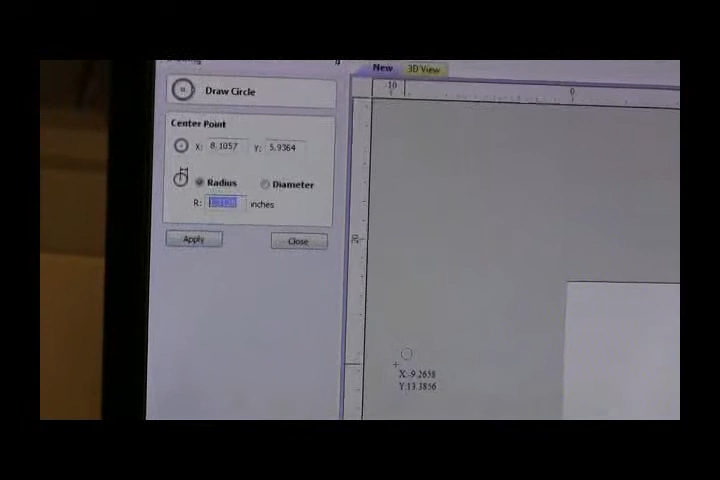 New 3D View
Draw Circle
-10 0
Center Point
X: 8.1057 Y: 5.9364
Radius Diameter
R: inches
Apply Close
20
X:-9.2658
Y:13.3856